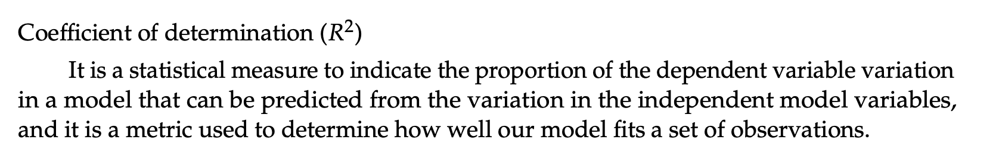 Coefficient of determination (R²)
It is a statistical measure to indicate the proportion of the dependent variable variation
in a model that can be predicted from the variation in the independent model variables,
and it is a metric used to determine how well our model fits a set of observations.